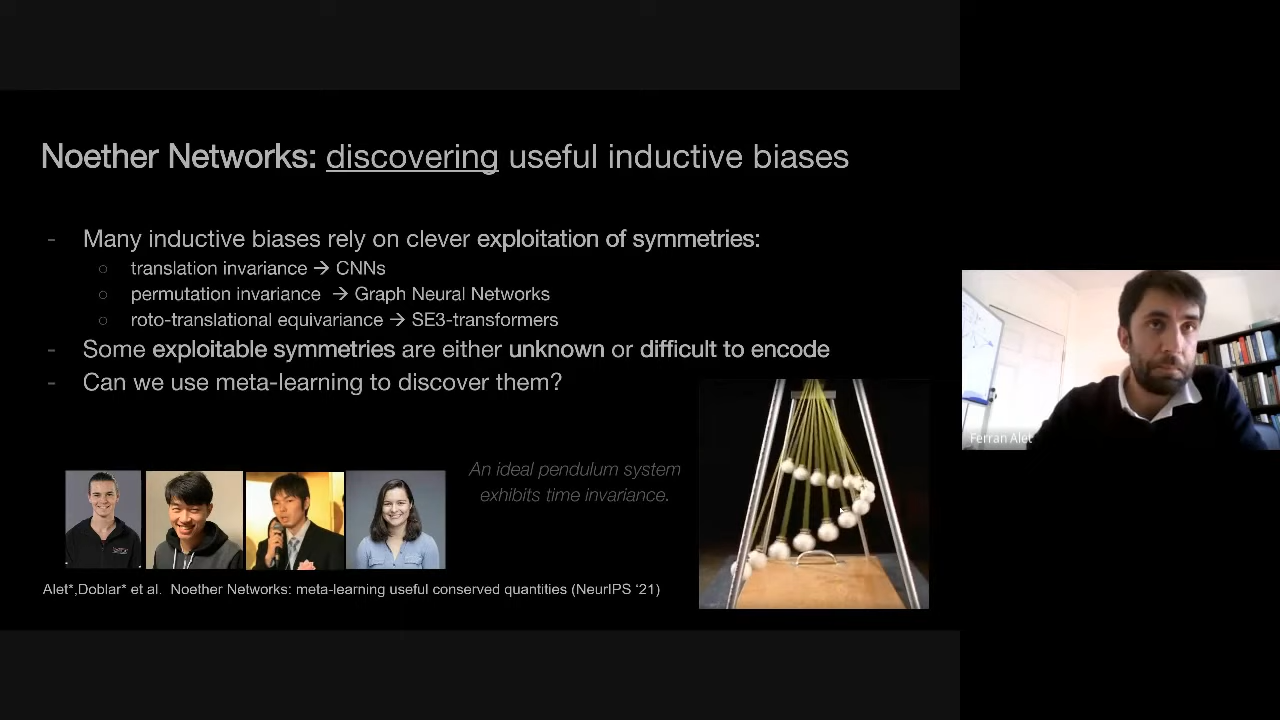 Noether Networks: discovering useful inductive biases
- Many inductive biases rely on clever exploitation of symmetries:
○ translation invariance → CNNs
○ permutation invariance → Graph Neural Networks
○ roto-translational equivariance → SE3-transformers
- Some exploitable symmetries are either unknown or difficult to encode
- Can we use meta-learning to discover them?
An ideal pendulum system
exhibits time invariance.
Alet*,Doblar* et al. Noether Networks: meta-learning useful conserved quantities (NeurIPS ‘21)
Ferran Alet